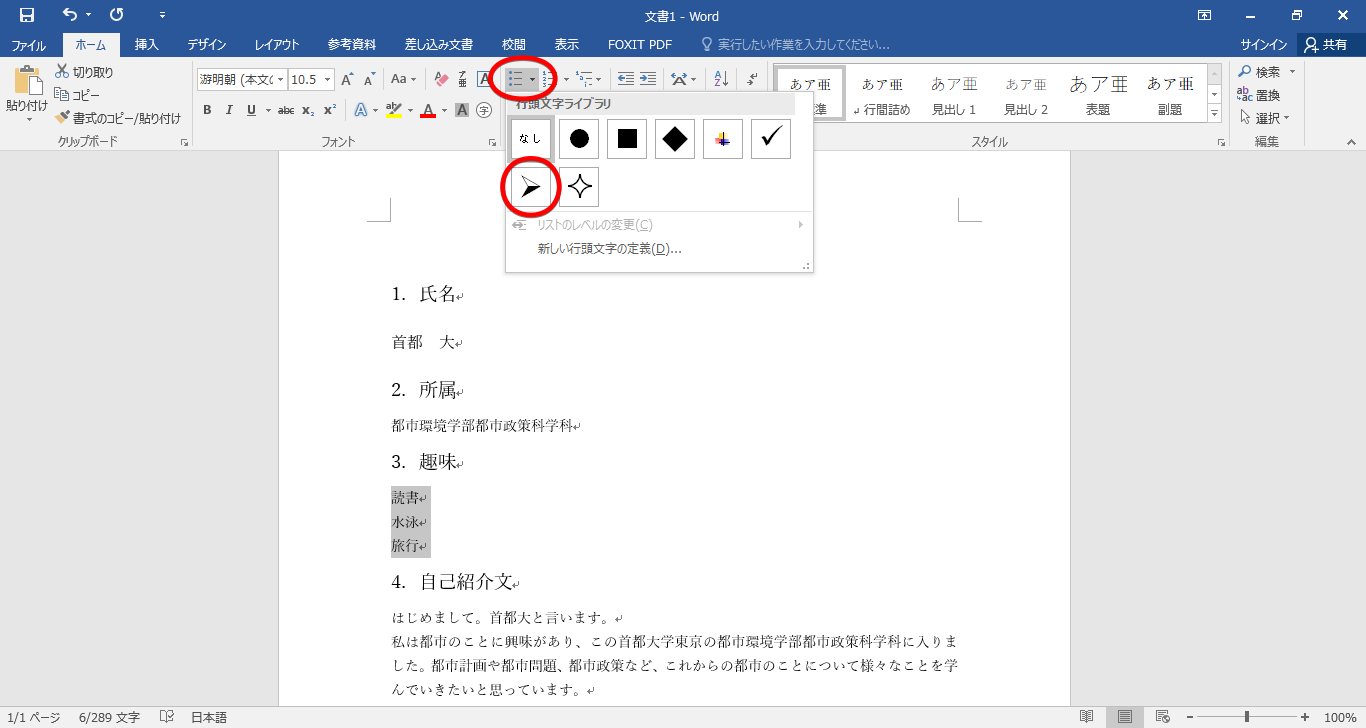 文書1 - Word
ファイル ホーム 挿入 デザイン レイアウト 参考資料 差し込み文書 校閲 表示 FOXIT PDF 実行したい作業を入力してください... サインイン 共有
貼り付け
切り取り
コピー
書式のコピー/貼り付け
クリップボード
游明朝 (本文の 10.5
Aa
B I U abc x₂ x²
フォント
行頭文字ライブラリ
なし
リストのレベルの変更(C)
新しい行頭文字の定義(D)...
あア亜 あア亜 あア亜 あア亜 あア亜 あア亜
準 行間詰め 見出し 1 見出し 2 表題 副題
スタイル
検索
置換
選択
編集
1. 氏名
首都 大
2. 所属
都市環境学部都市政策科学科
3. 趣味
読書
水泳
旅行
4. 自己紹介文
はじめまして。首都大と言います。
私は都市のことに興味があり、この首都大学東京の都市環境学部都市政策科学科に入りま
した。都市計画や都市問題、都市政策など、これからの都市のことについて様々なことを学
んでいきたいと思っています。
1/1 ページ 6/289 文字 日本語 100%